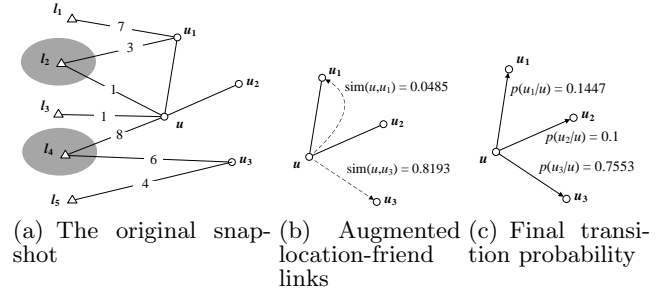 l1
7
u1
l2
3
1
u2
l3
1
u
8
l4
6
u3
4
l5
u1
sim(u,u1) = 0.0485
u2
u
sim(u,u3) = 0.8193
u3
u1
p(u1/u) = 0.1447
u2
p(u2/u) = 0.1
u
p(u3/u) = 0.7553
u3
(a) The original snap-
shot
(b) Augmented
location-friend
links
(c) Final transi-
tion probability